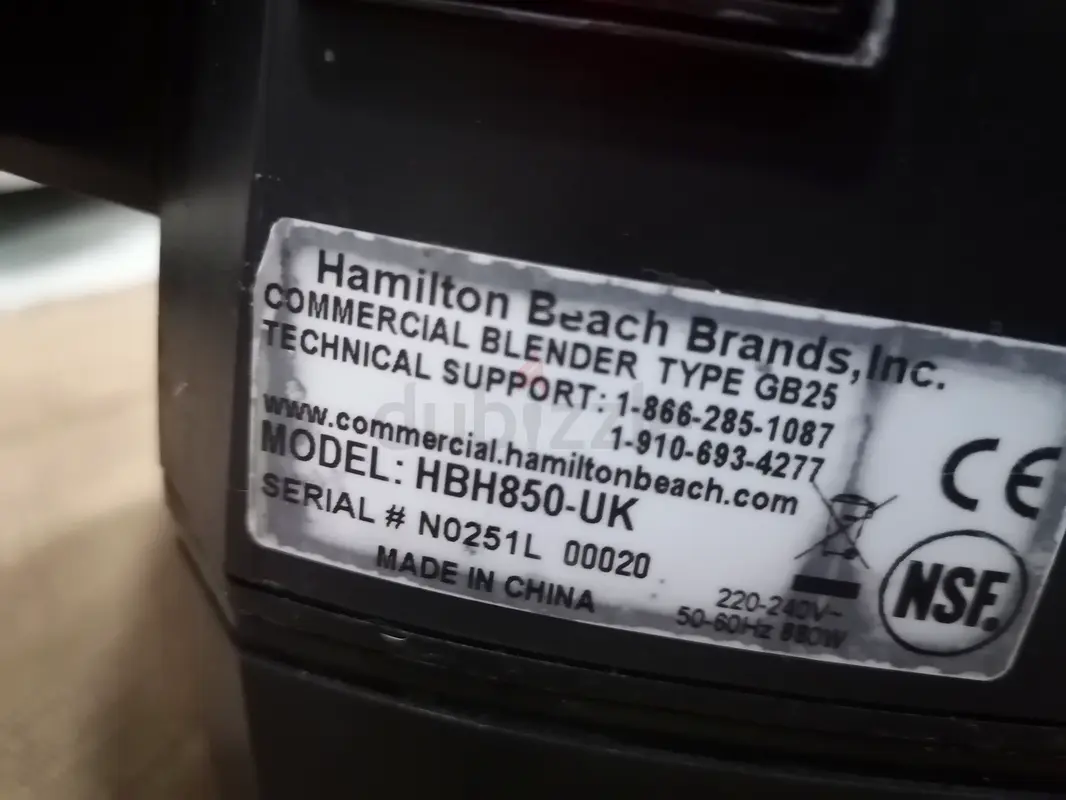 Hamilton Beach Brands, Inc.
COMMERCIAL BLENDER TYPE GB25
TECHNICAL SUPPORT: 1-866-285-1087
1-910-693-4277
www.commercial.hamiltonbeach.com
MODEL: HBH850-UK
SERIAL # N0251L 00020
MADE IN CHINA
220-240V~
50-60Hz 880W
CE
NSF.
dubizzle